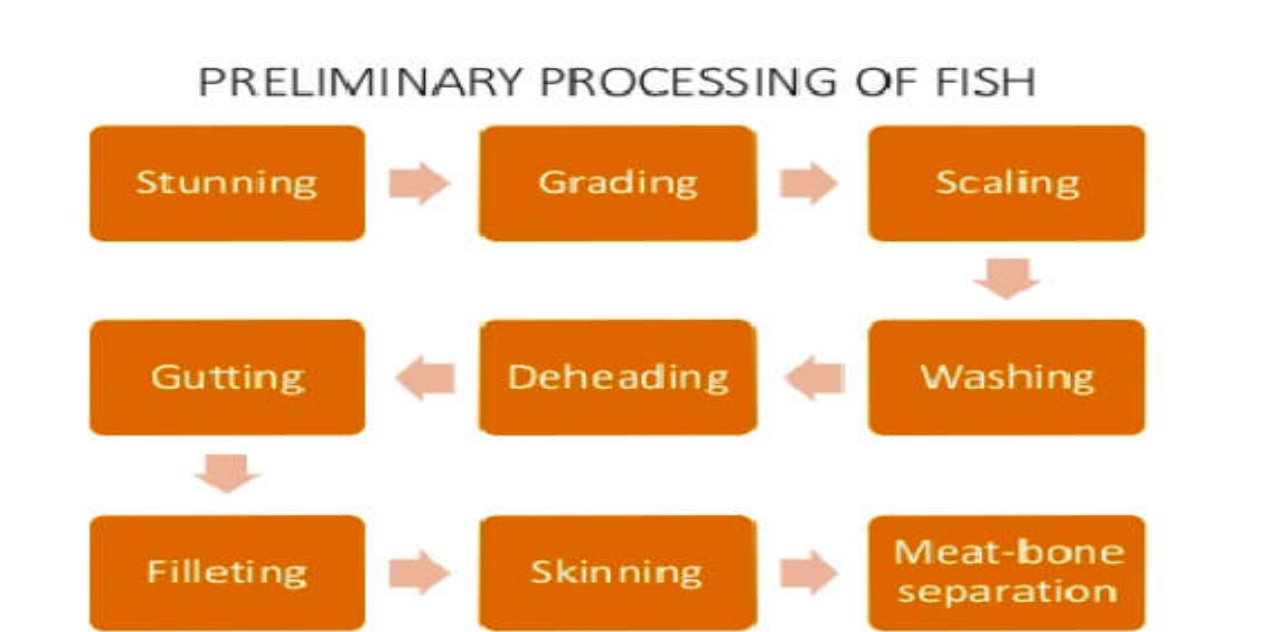 PRELIMINARY PROCESSING OF FISH
Stunning
Grading
Scaling
Washing
Deheading
Gutting
Filleting
Skinning
Meat-bone
separation